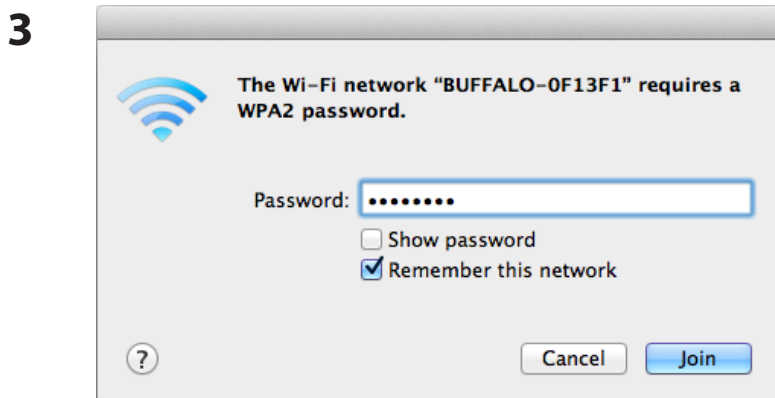 3
The Wi-Fi network “BUFFALO-0F13F1” requires a
WPA2 password.
Password: ••••••••
Show password
Remember this network
?
Cancel Join